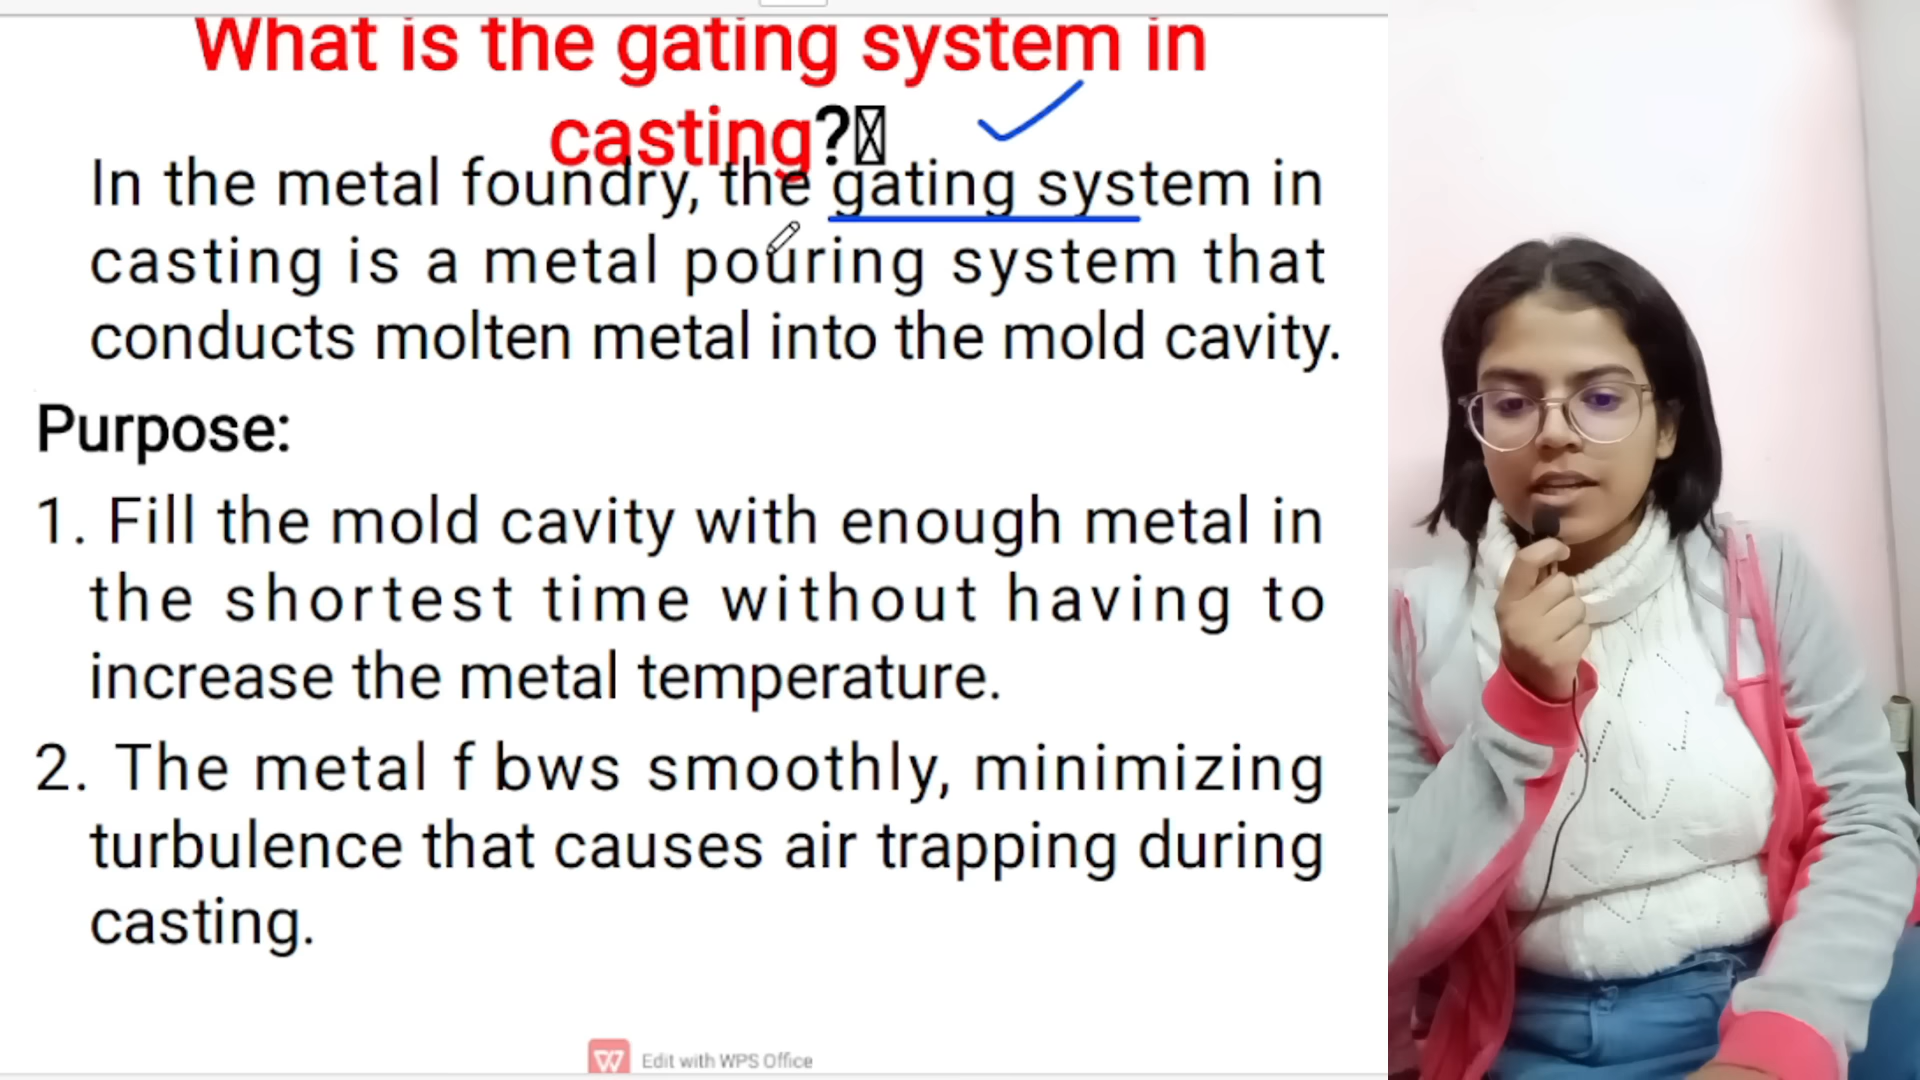 What is the gating system in
casting?
In the metal foundry, the gating system in
casting is a metal pouring system that
conducts molten metal into the mold cavity.
Purpose:
1. Fill the mold cavity with enough metal in
the shortest time without having to
increase the metal temperature.
2. The metal f bws smoothly, minimizing
turbulence that causes air trapping during
casting.
Edit with WPS Office